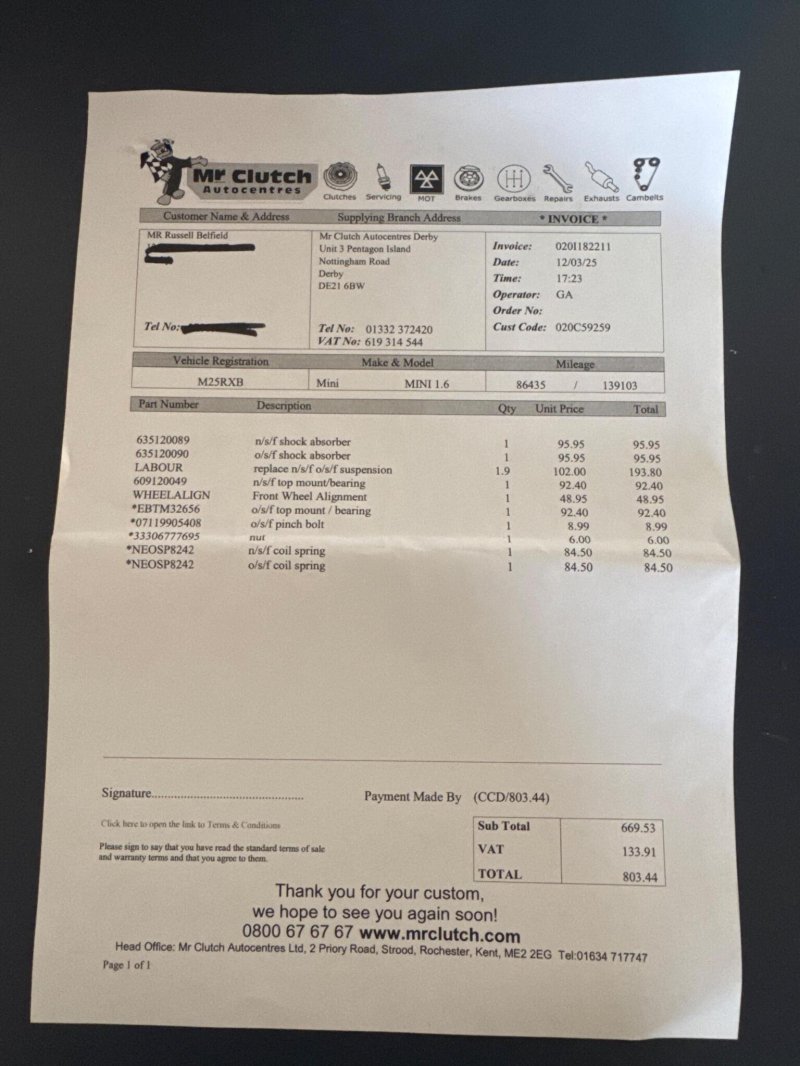 Mr Clutch
Autocentres
Clutches Servicing MOT Brakes Gearboxes Repairs Exhausts Cambelts
Customer Name & Address Supplying Branch Address * INVOICE *
MR Russell Belfield
Mr Clutch Autocentres Derby
Unit 3 Pentagon Island
Nottingham Road
Derby
DE21 6BW
Invoice: 0201182211
Date: 12/03/25
Time: 17:23
Operator: GA
Order No:
Cust Code: 020C59259
Tel No:
Tel No: 01332 372420
VAT No: 619 314 544
Vehicle Registration Make & Model Mileage
M25RXB Mini MINI 1.6 86435 / 139103
Part Number Description Qty Unit Price Total
635120089 n/s/f shock absorber 1 95.95 95.95
635120090 o/s/f shock absorber 1 95.95 95.95
LABOUR replace n/s/f o/s/f suspension 1.9 102.00 193.80
609120049 n/s/f top mount/bearing 1 92.40 92.40
WHEELALIGN Front Wheel Alignment 1 48.95 48.95
*EBTM32656 o/s/f top mount / bearing 1 92.40 92.40
*07119905408 o/s/f pinch bolt 1 8.99 8.99
*33306777695 nut 1 6.00 6.00
*NEOSP8242 n/s/f coil spring 1 84.50 84.50
*NEOSP8242 o/s/f coil spring 1 84.50 84.50
Signature............................................... Payment Made By (CCD/803.44)
Click here to open the link to Terms & Conditions
Please sign to say that you have read the standard terms of sale
and warranty terms and that you agree to them.
Sub Total 669.53
VAT 133.91
TOTAL 803.44
Thank you for your custom,
we hope to see you again soon!
0800 67 67 67 www.mrclutch.com
Head Office: Mr Clutch Autocentres Ltd, 2 Priory Road, Strood, Rochester, Kent, ME2 2EG Tel:01634 717747
Page 1 of 1